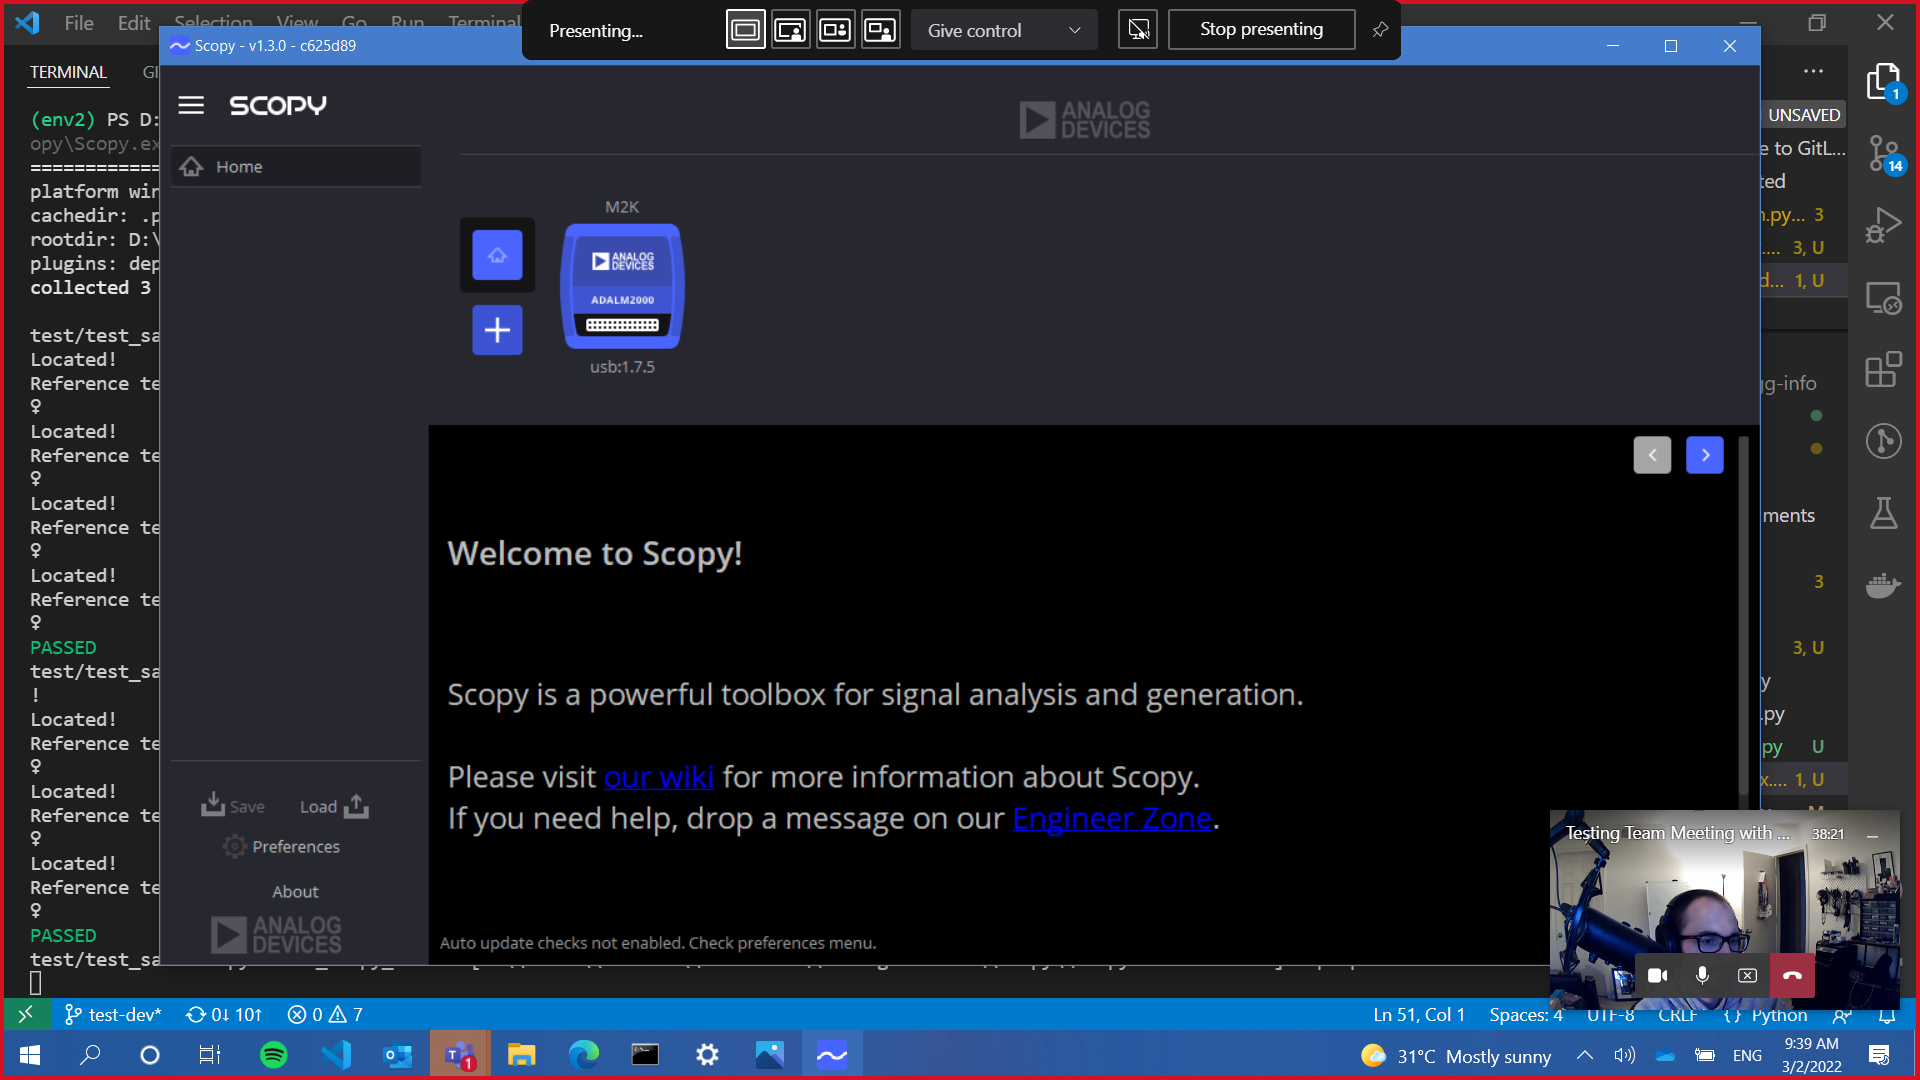 File Edit Selection View Go Run Terminal
Presenting...
Give control
Stop presenting
Scopy - v1.3.0 - c625d89
TERMINAL
(env2) PS D:
opy\Scopy.ex
============
platform win
cachedir: .p
rootdir: D:\
plugins: dep
collected 3
test/test_sa
Located!
Reference te
♀
Located!
Reference te
♀
Located!
Reference te
♀
Located!
Reference te
♀
PASSED
test/test_sa
!
Located!
Reference te
♀
Located!
Reference te
♀
Located!
Reference te
♀
PASSED
test/test_sa
SCOPY
Home
Save
Load
Preferences
About
ANALOG
DEVICES
ANALOG
DEVICES
M2K
ANALOG
DEVICES
ADALM2000
usb:1.7.5
Welcome to Scopy!
Scopy is a powerful toolbox for signal analysis and generation.
Please visit our wiki for more information about Scopy.
If you need help, drop a message on our Engineer Zone.
Auto update checks not enabled. Check preferences menu.
UNSAVED
e to GitL...
ted
.py... 3
... 3, U
d... 1, U
gg-info
ments
3
3, U
y
.py
py U
x.... 1, U
1
14
Testing Team Meeting with ... 38:21
test-dev* 0↓ 10↑ 0 7
Ln 51, Col 1 Spaces: 4 UTF-8 CRLF {} Python
1
31°C Mostly sunny
ENG
9:39 AM
3/2/2022